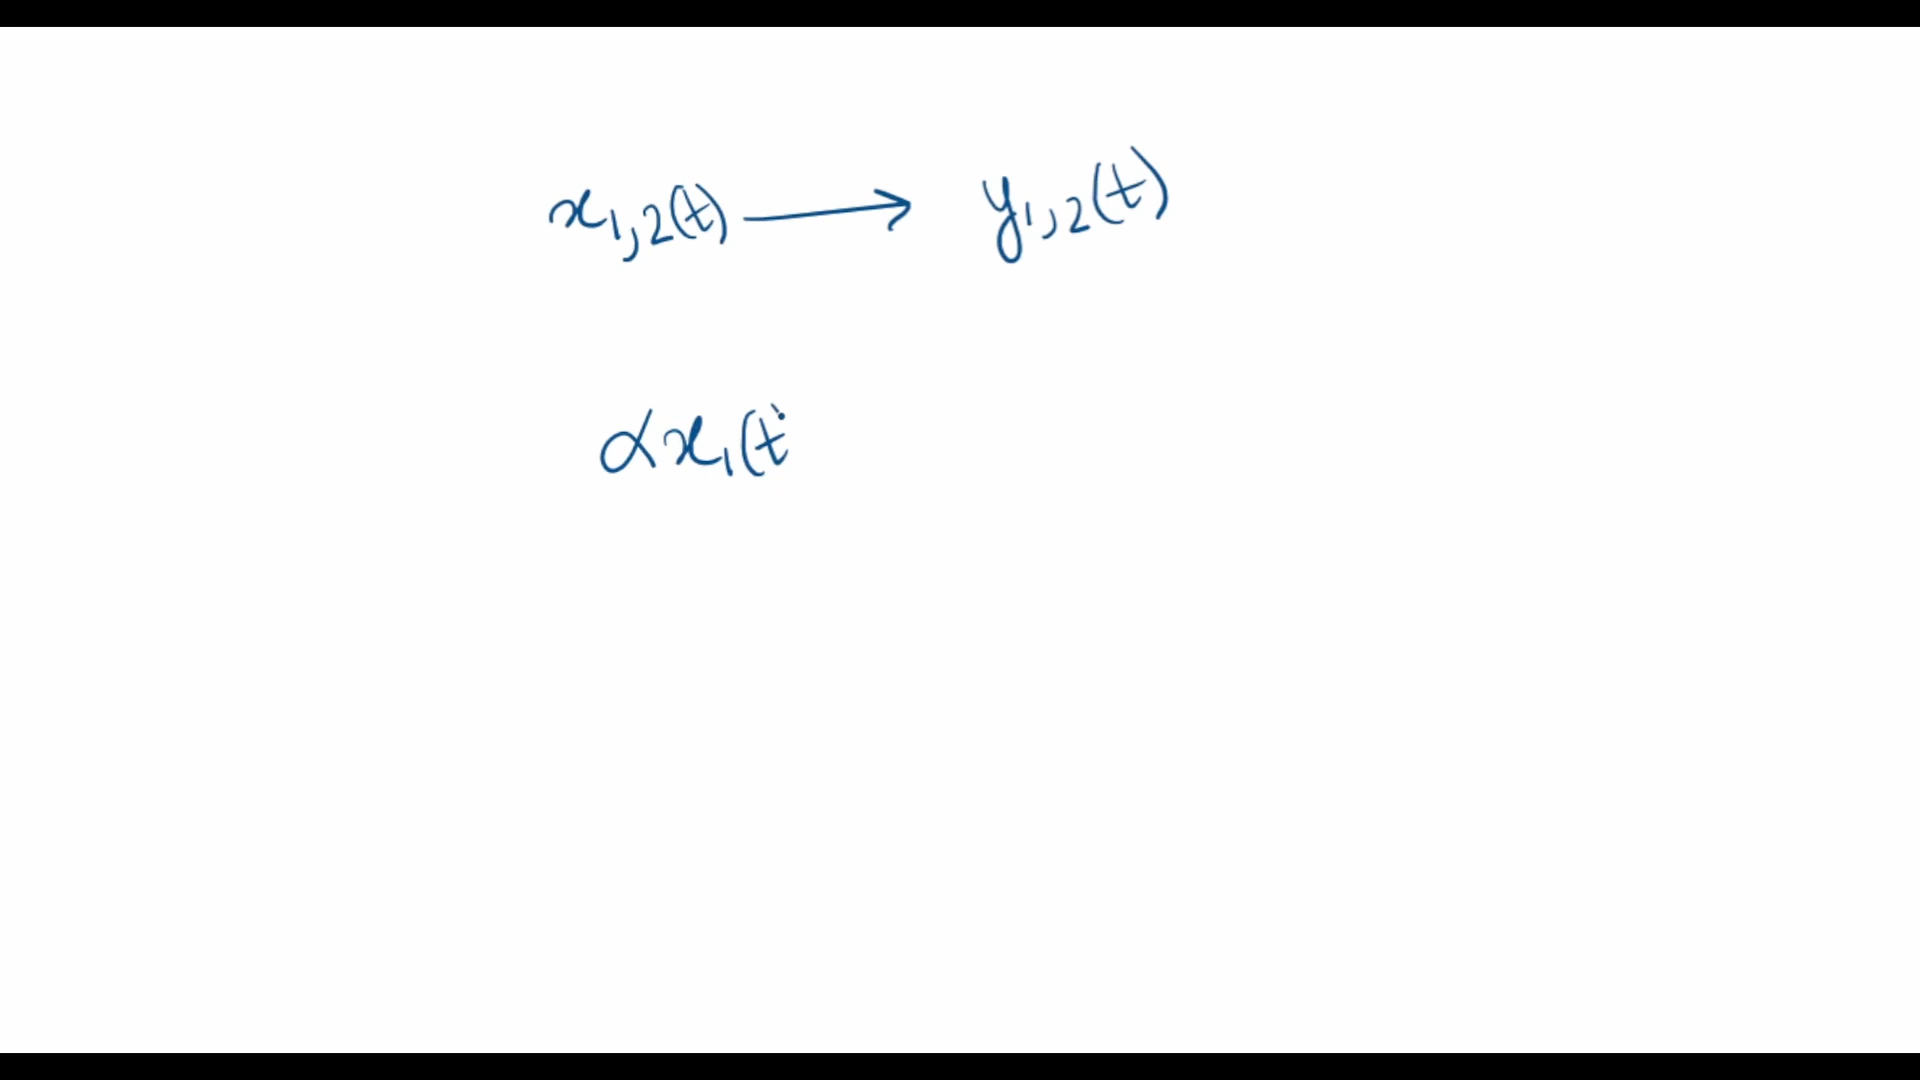 x₁,₂(t) ⟶ y₁,₂(t)
αx₁(t